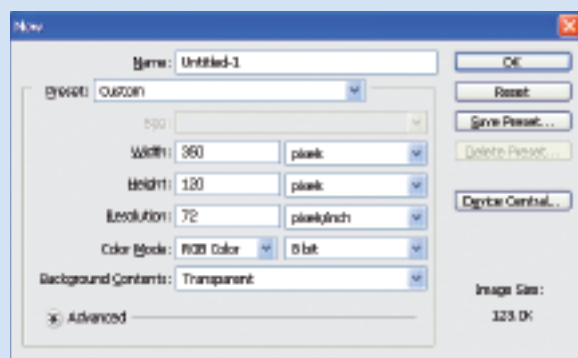 New
Name: Untitled-1
OK
Preset: Custom
Reset
Size:
Save Preset...
Width: 360 pixels
Delete Preset...
Height: 120 pixels
Device Central...
Resolution: 72 pixels/inch
Color Mode: RGB Color 8 bit
Background Contents: Transparent
Image Size:
Advanced